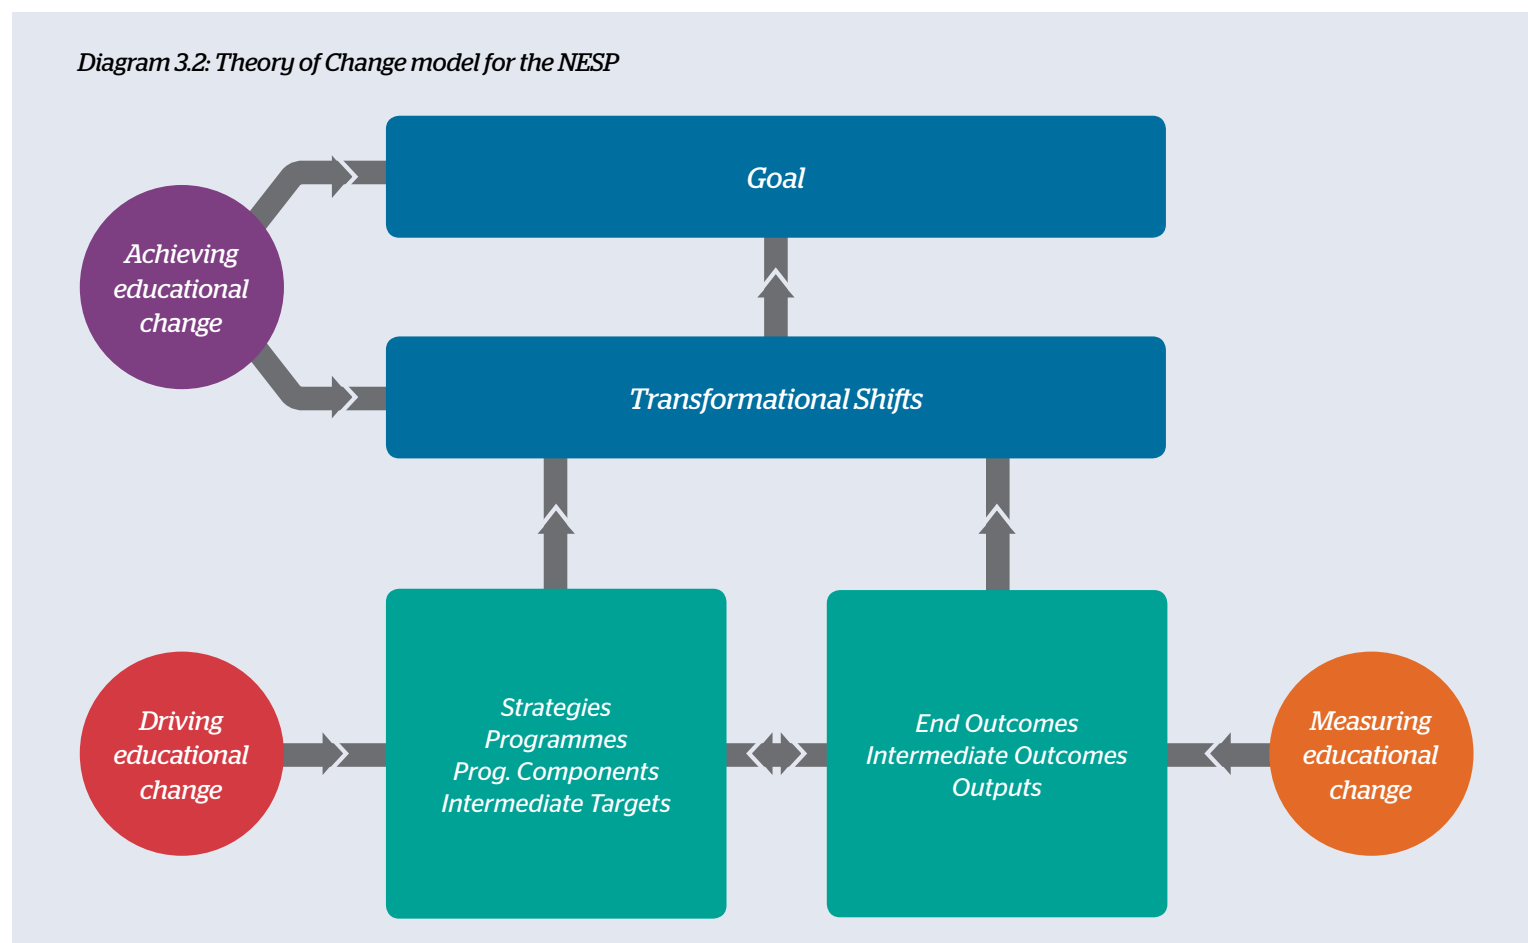 Diagram 3.2: Theory of Change model for the NESP
Goal
Achieving
educational
change
Transformational Shifts
Driving
educational
change
Strategies
Programmes
Prog. Components
Intermediate Targets
End Outcomes
Intermediate Outcomes
Outputs
Measuring
educational
change